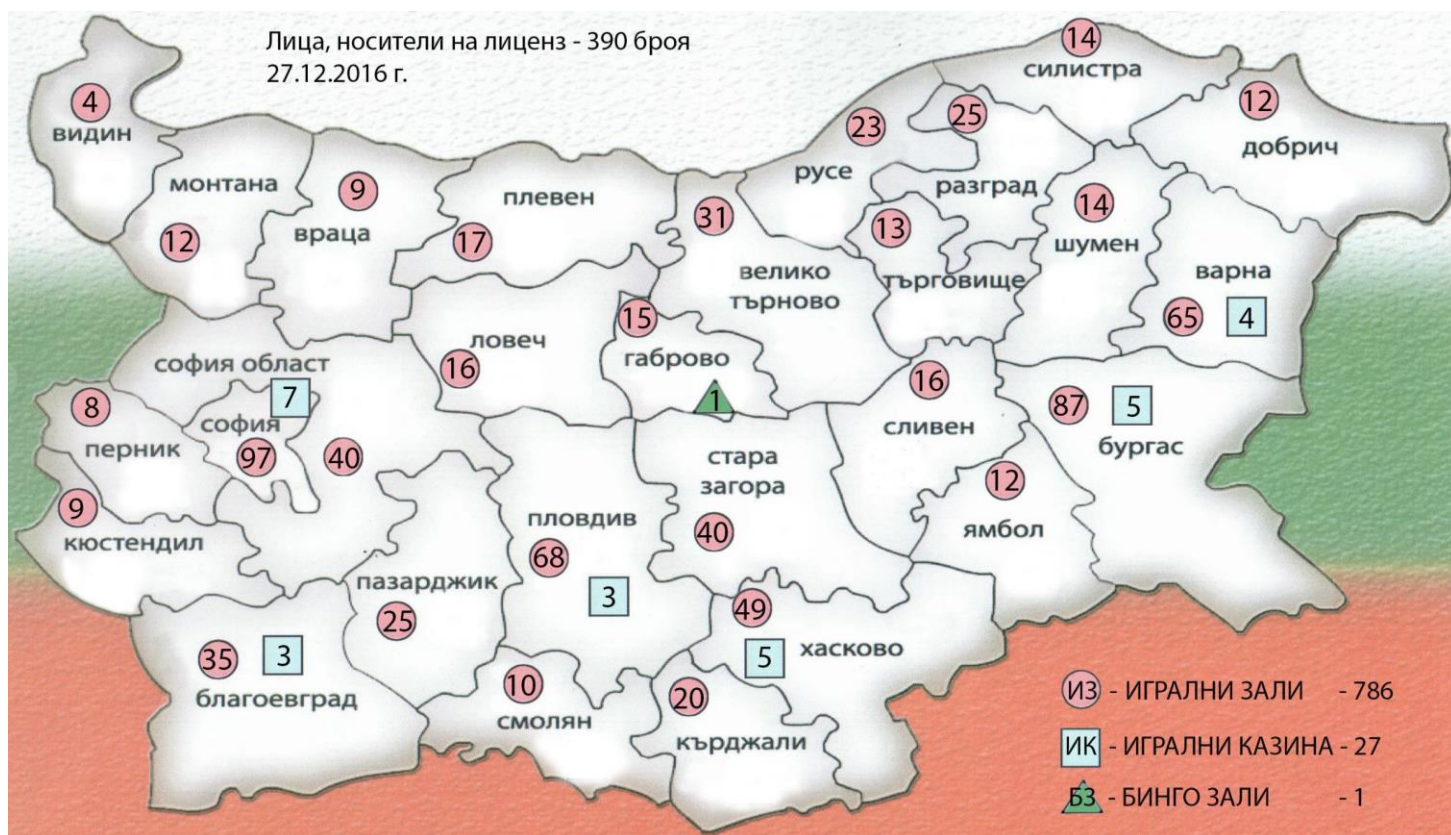 Лица, носители на лиценз - 390 броя
27.12.2016 г.
4
видин
монтана
12
9
враца
плевен
17
31
велико
търново
23
русе
25
разград
14
силистра
12
добрич
13
търговище
14
шумен
варна
65
4
софия област
7
софия
97
40
8
перник
9
кюстендил
ловеч
16
15
габрово
1
16
сливен
87
5
бургас
стара
загора
40
12
ямбол
пловдив
68
3
пазарджик
25
35
3
благоевград
10
смолян
49
5
хасково
20
кърджали
ИЗ - ИГРАЛНИ ЗАЛИ - 786
ИК - ИГРАЛНИ КАЗИНА - 27
БЗ - БИНГО ЗАЛИ - 1